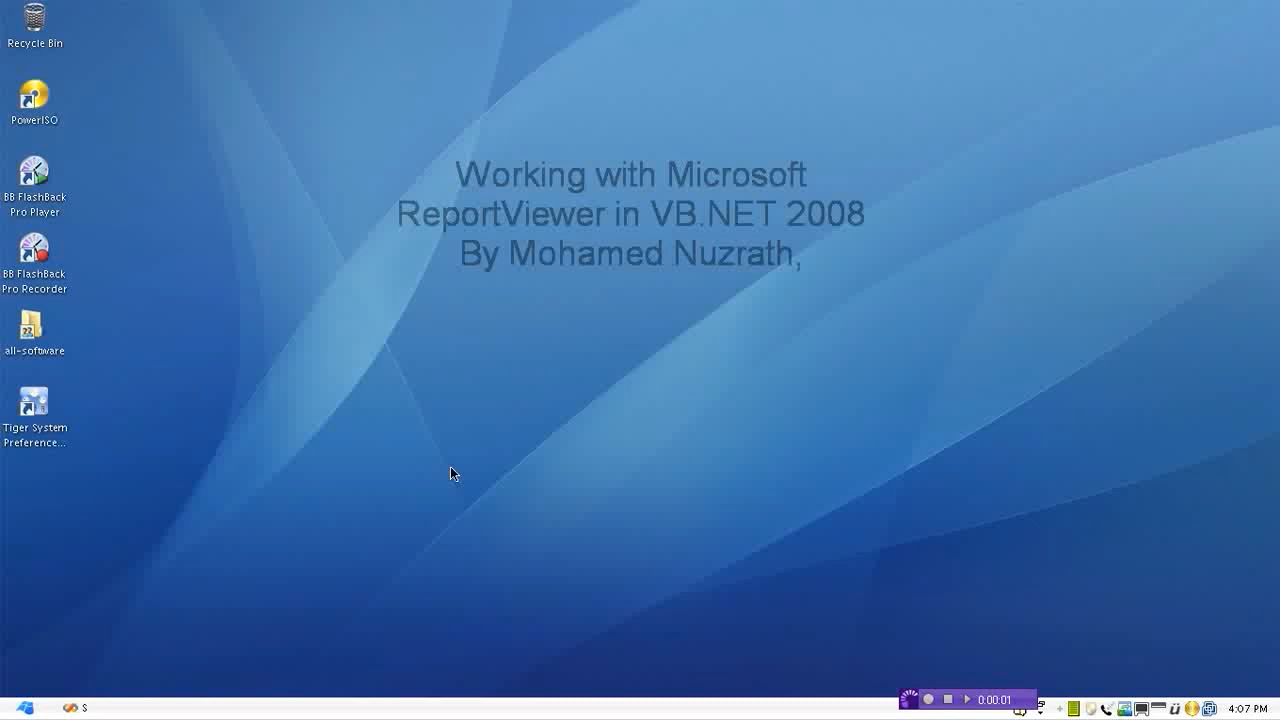 Recycle Bin
PowerISO
BB FlashBack
Pro Player
BB FlashBack
Pro Recorder
all-software
Tiger System
Preference...
Working with Microsoft
ReportViewer in VB.NET 2008
By Mohamed Nuzrath,
S
0:00:01
4:07 PM